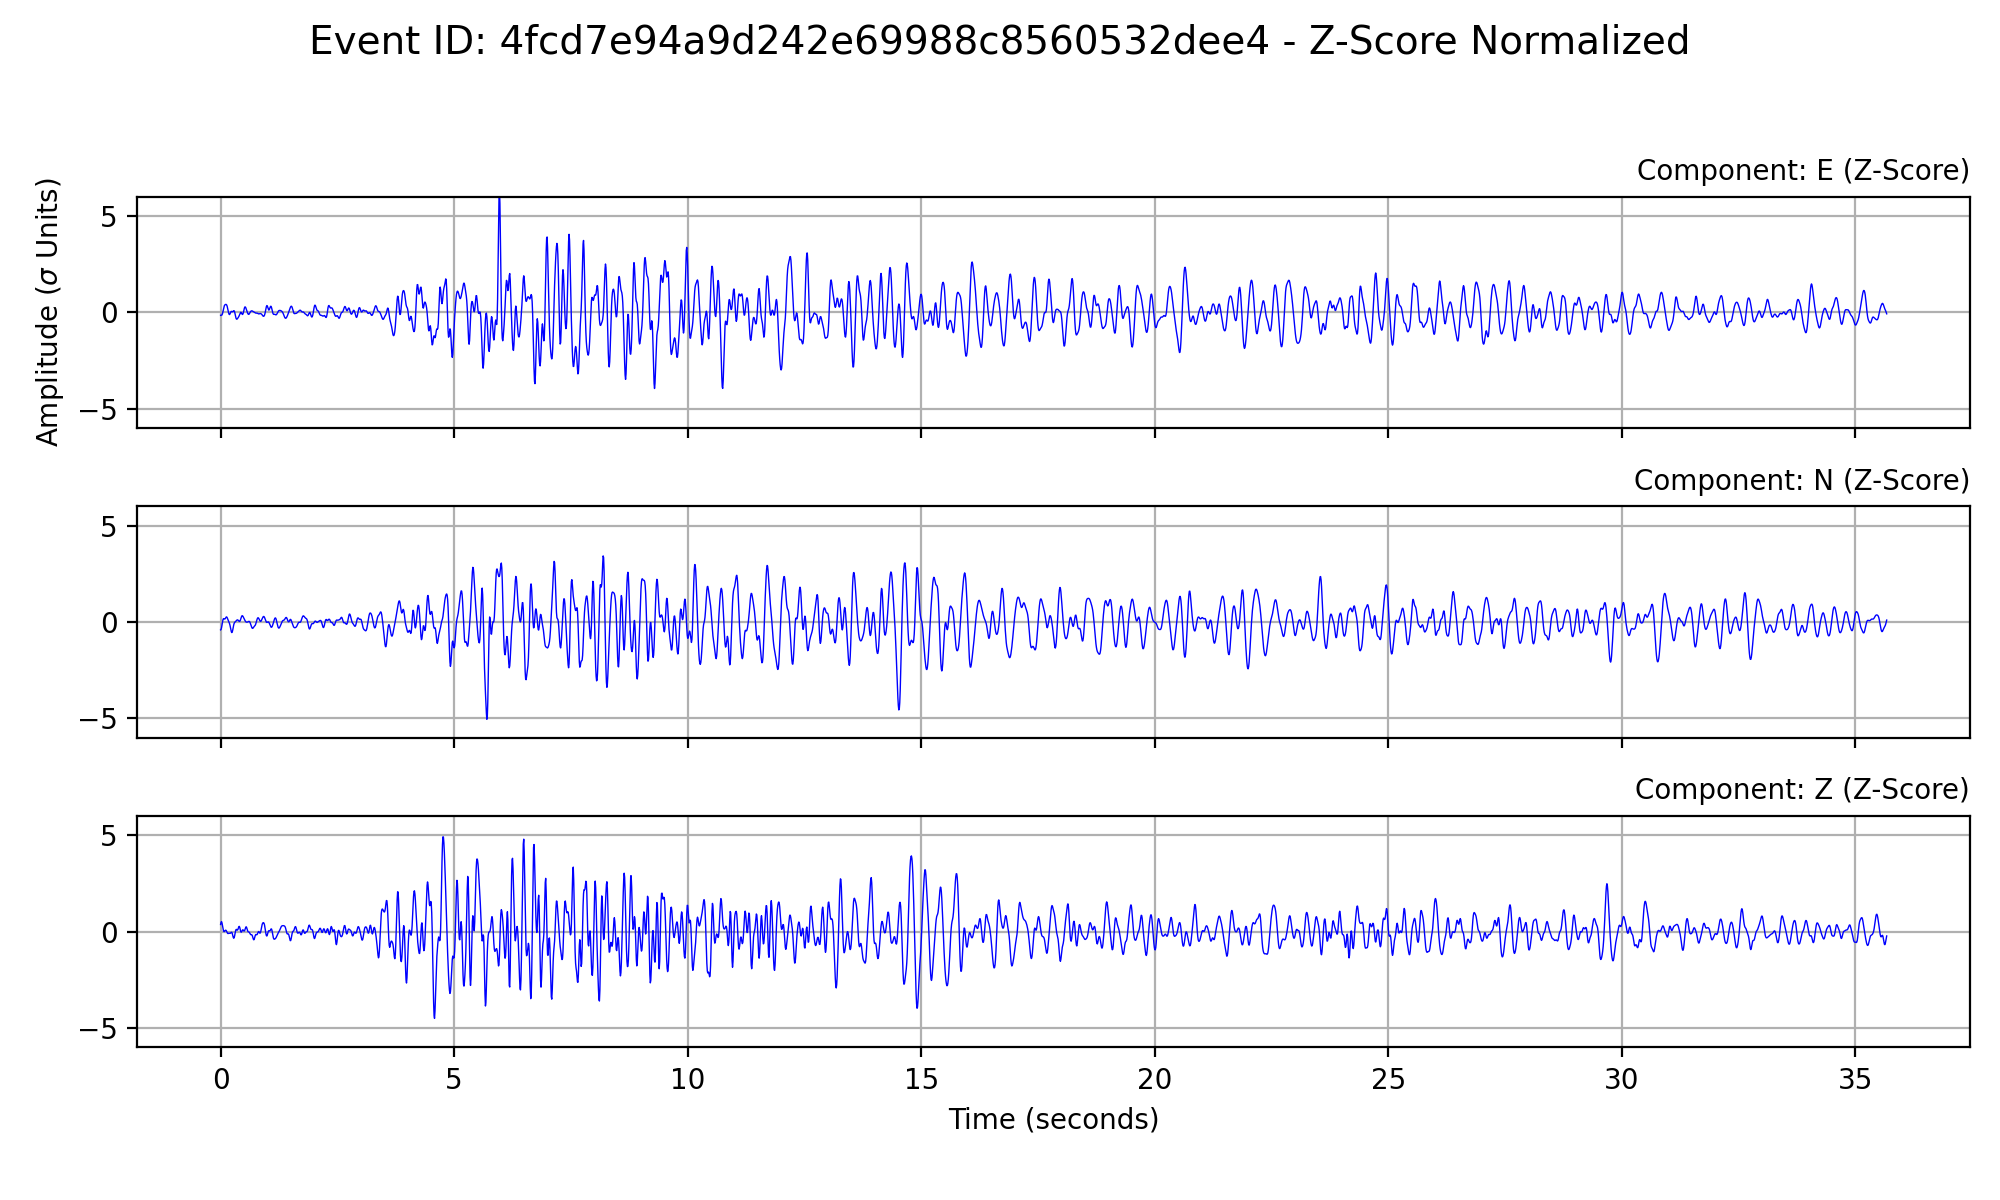 Event ID: 4fcd7e94a9d242e69988c8560532dee4 - Z-Score Normalized
Component: E (Z-Score)
Amplitude (σ Units)
5
0
−5
Component: N (Z-Score)
5
0
−5
Component: Z (Z-Score)
5
0
−5
0 5 10 15 20 25 30 35
Time (seconds)